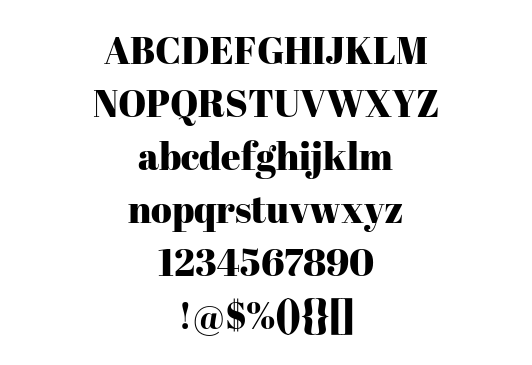 ABCDEFGHIJKLM
NOPQRSTUVWXYZ
abcdefghijklm
nopqrstuvwxyz
1234567890
!@$%(){}[]